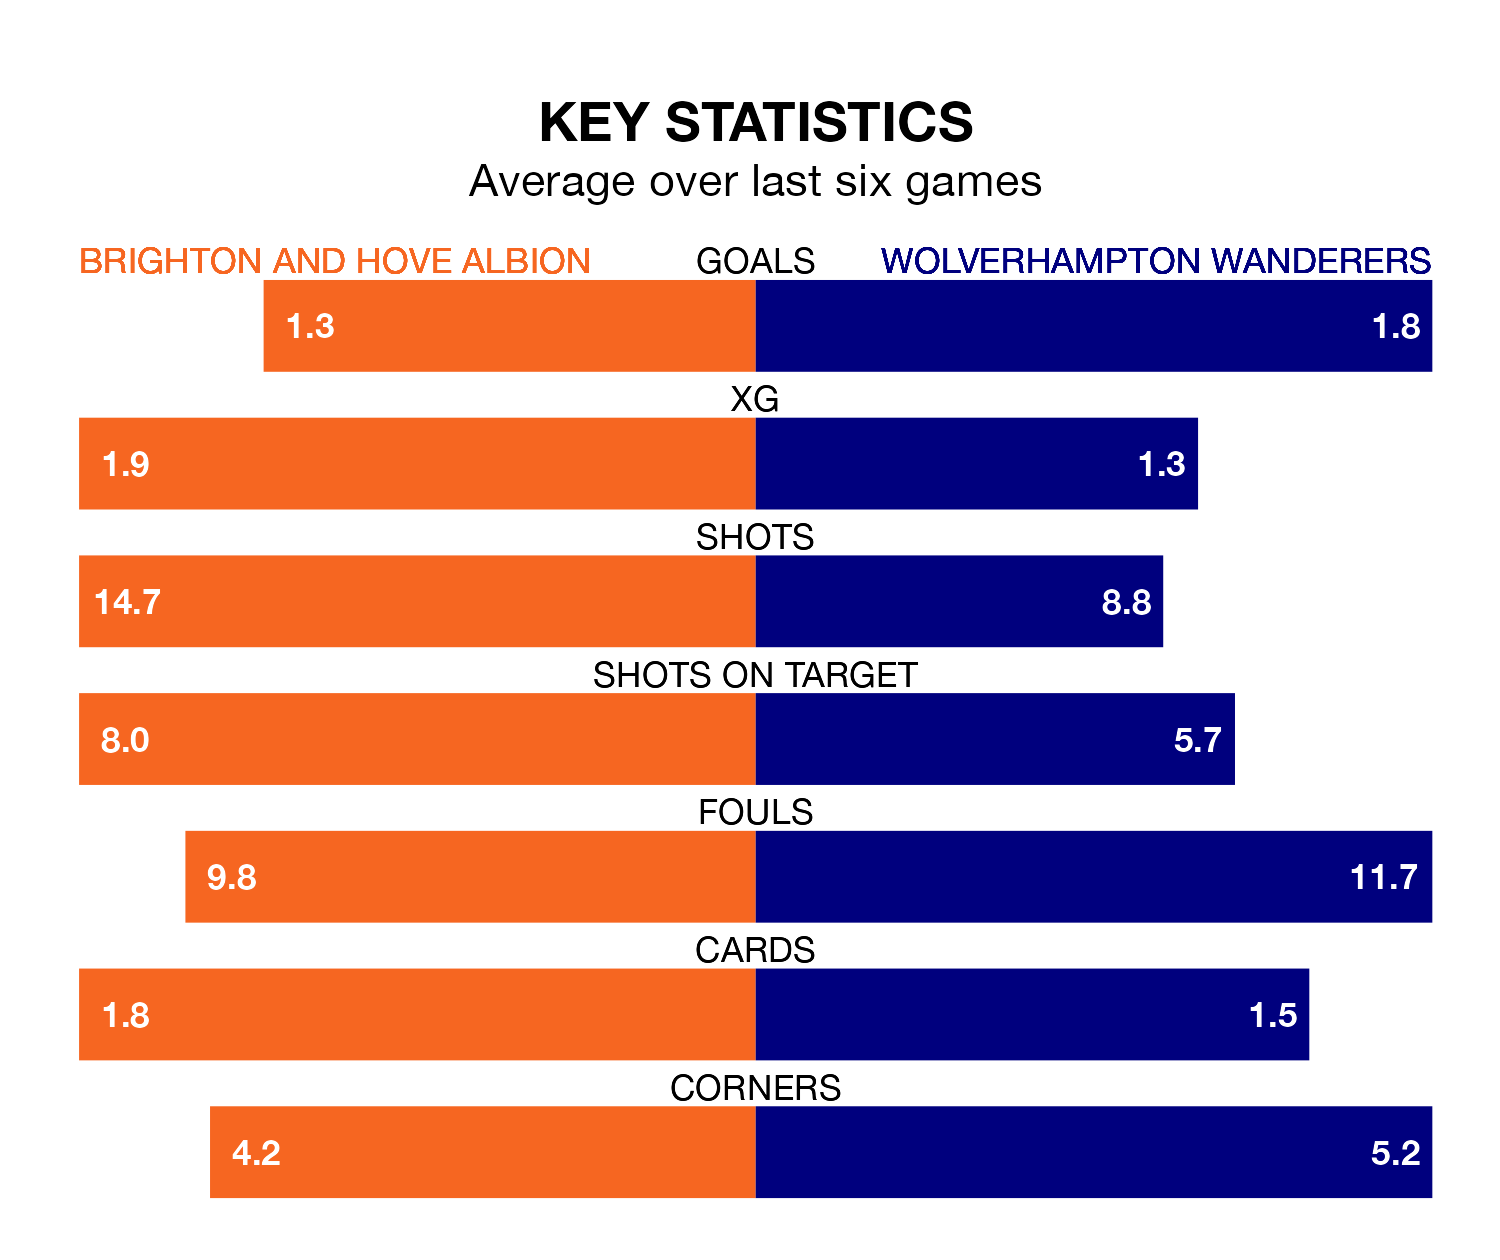 KEY STATISTICS
Average over last six games
BRIGHTON AND HOVE ALBION GOALS WOLVERHAMPTON WANDERERS
1.3 1.8
XG
1.9 1.3
SHOTS
14.7 8.8
SHOTS ON TARGET
8.0 5.7
FOULS
9.8 11.7
CARDS
1.8 1.5
CORNERS
4.2 5.2